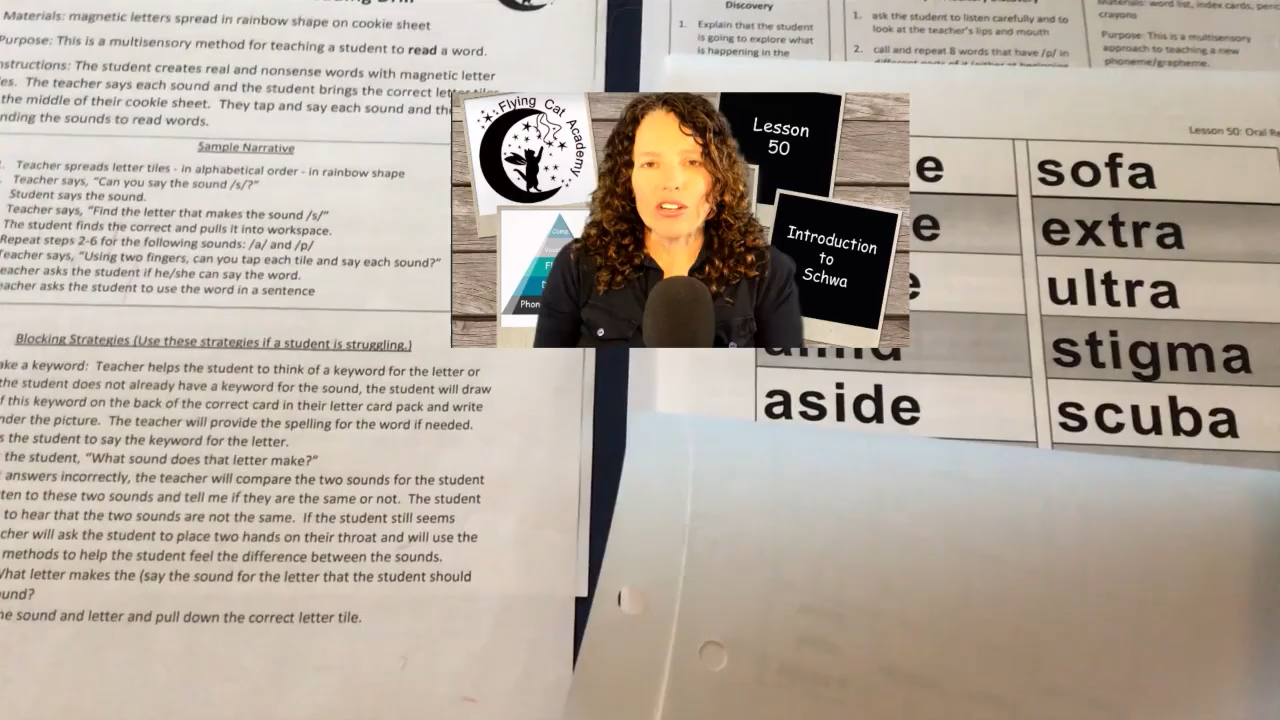 Materials: magnetic letters spread in rainbow shape on cookie sheet
Purpose: This is a multisensory method for teaching a student to read a word.
nstructions: The student creates real and nonsense words with magnetic letter
es. The teacher says each sound and the student brings the correct letter tiles
the middle of their cookie sheet. They tap and say each sound and the
nding the sounds to read words.
Sample Narrative
Teacher spreads letter tiles - in alphabetical order - in rainbow shape
Teacher says, “Can you say the sound /s/?”
Student says the sound.
Teacher says, “Find the letter that makes the sound /s/”
The student finds the correct and pulls it into workspace.
Repeat steps 2-6 for the following sounds: /a/ and /p/
eacher says, “Using two fingers, can you tap each tile and say each sound?”
eacher asks the student if he/she can say the word.
acher asks the student to use the word in a sentence
Blocking Strategies (Use these strategies if a student is struggling.)
ake a keyword: Teacher helps the student to think of a keyword for the letter or
the student does not already have a keyword for the sound, the student will draw
f this keyword on the back of the correct card in their letter card pack and write
nder the picture. The teacher will provide the spelling for the word if needed.
s the student to say the keyword for the letter.
the student, “What sound does that letter make?”
answers incorrectly, the teacher will compare the two sounds for the student
ten to these two sounds and tell me if they are the same or not. The student
to hear that the two sounds are not the same. If the student still seems
cher will ask the student to place two hands on their throat and will use the
methods to help the student feel the difference between the sounds.
What letter makes the (say the sound for the letter that the student should
ound?
he sound and letter and pull down the correct letter tile.
Flying Cat Academy
Phon
Lesson
50
Introduction
to
Schwa
Discovery
1. Explain that the student
is going to explore what
is happening in the
1. ask the student to listen carefully and to
look at the teacher's lips and mouth
2. call and repeat 8 words that have /p/ in
Materials: word list, index cards,
crayons
Purpose: This is a multisensory
approach to teaching a new
phoneme/grapheme.
Lesson 50: Oral
e sofa
e extra
e ultra
stigma
aside scuba